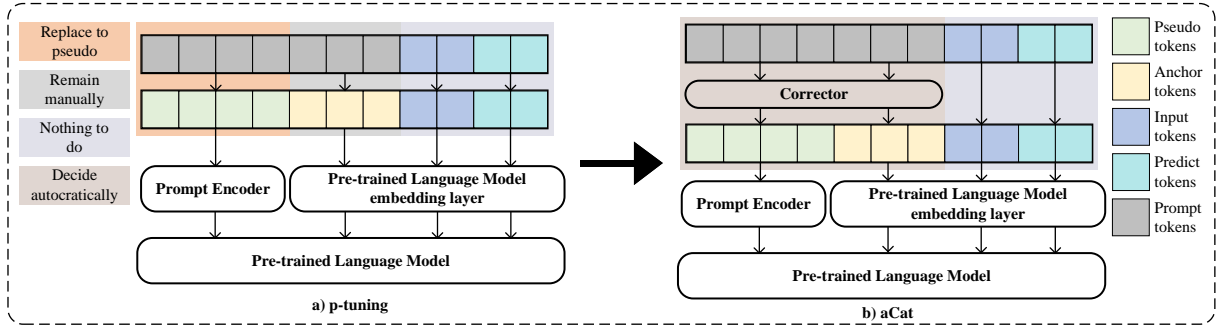 Replace to
pseudo
Remain
manually
Nothing to
do
Decide
autocratically
Prompt Encoder
Pre-trained Language Model
embedding layer
Pre-trained Language Model
a) p-tuning
Corrector
Prompt Encoder
Pre-trained Language Model
embedding layer
Pre-trained Language Model
b) aCat
Pseudo
tokens
Anchor
tokens
Input
tokens
Predict
tokens
Prompt
tokens